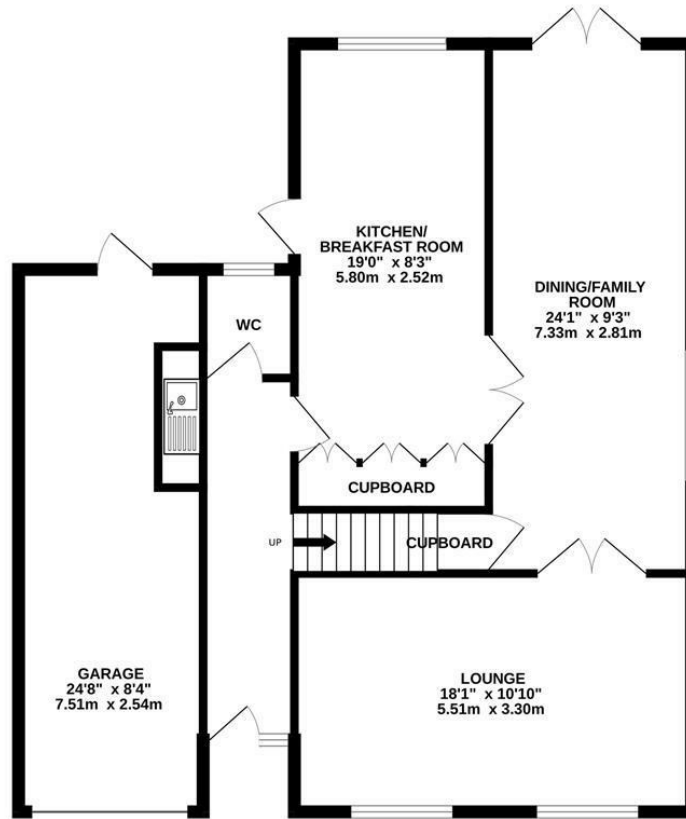 KITCHEN/
BREAKFAST ROOM
19'0" x 8'3"
5.80m x 2.52m
DINING/FAMILY
ROOM
24'1" x 9'3"
7.33m x 2.81m
WC
CUPBOARD
UP
CUPBOARD
GARAGE
24'8" x 8'4"
7.51m x 2.54m
LOUNGE
18'1" x 10'10"
5.51m x 3.30m